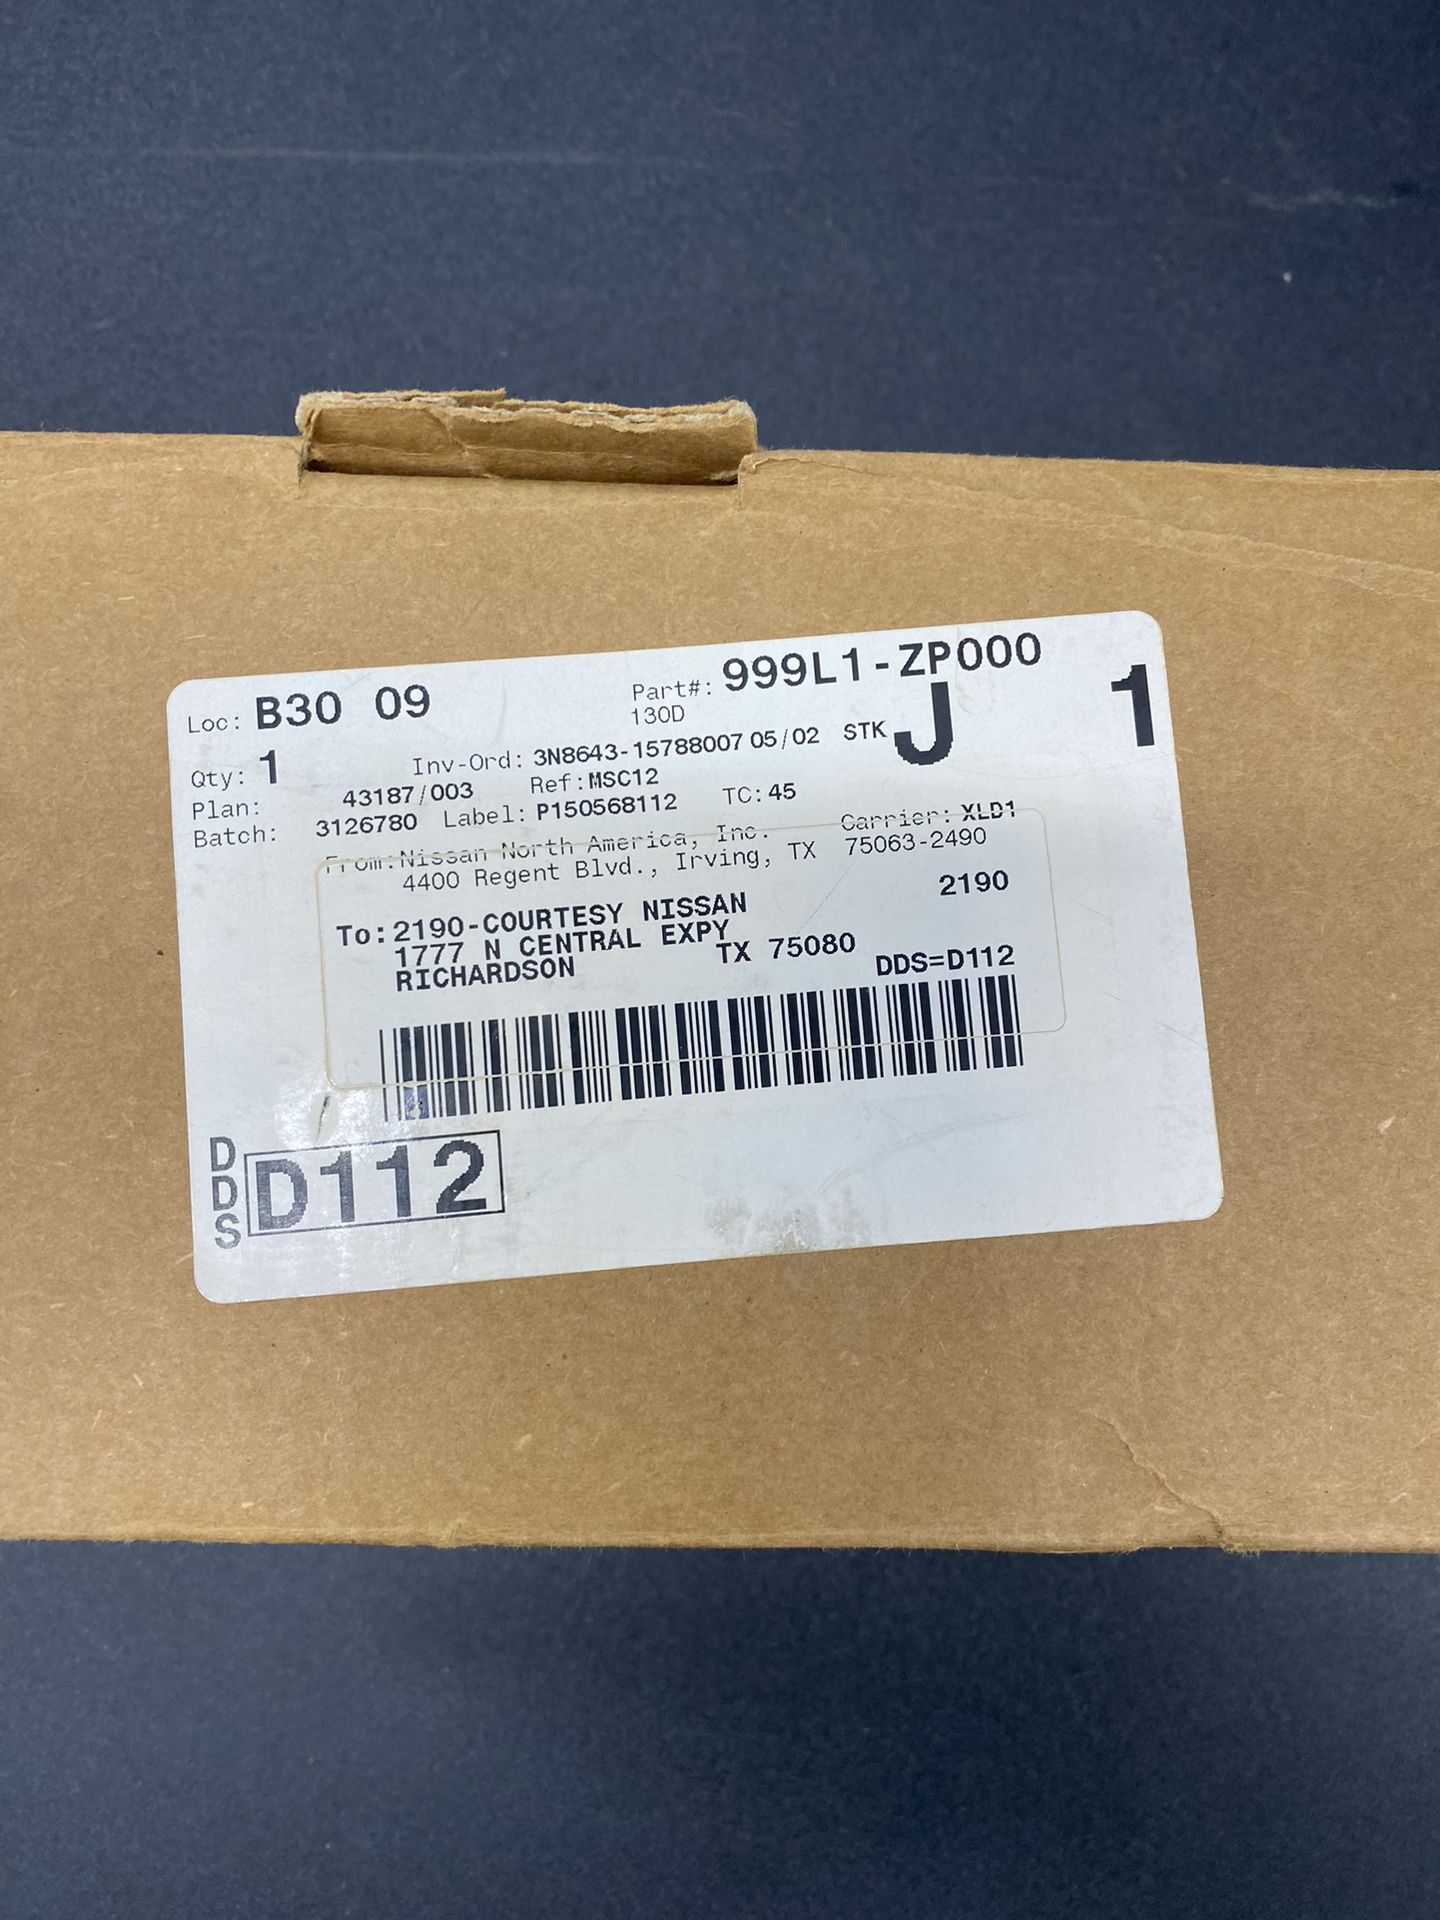 Loc: B30 09 Part#: 999L1-ZP000
130D J 1
Qty: 1 Inv-Ord: 3N8643-15788007 05/02 STK
Plan: 43187/003 Ref:MSC12
Batch: 3126780 Label: P150568112 TC: 45
From: Nissan North America, Inc. Carrier: XLD1
4400 Regent Blvd., Irving, TX 75063-2490
To: 2190-COURTESY NISSAN 2190
1777 N CENTRAL EXPY
RICHARDSON TX 75080
DDS=D112
DDS D112